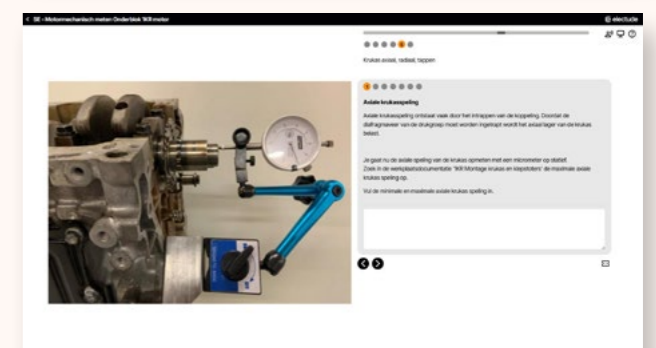 < SE - Motormechanisch meten Onderblok 1KR motor
electude
Krukas axiaal, radiaal, tappen
Axiale krukasspeling
Axiale krukasspeling ontstaat vaak door het intrappen van de koppeling. Doordat de
diafragmaveer van de drukgroep moet worden ingetrapt wordt het axiaal lager van de krukas
belast.
Je gaat nu de axiale speling van de krukas opmeten met een micrometer op statief.
Zoek in de werkplaatsdocumentatie '1KR Montage krukas en klepstoters' de maximale axiale
krukas speling op.
Vul de minimale en maximale axiale krukas speling in.